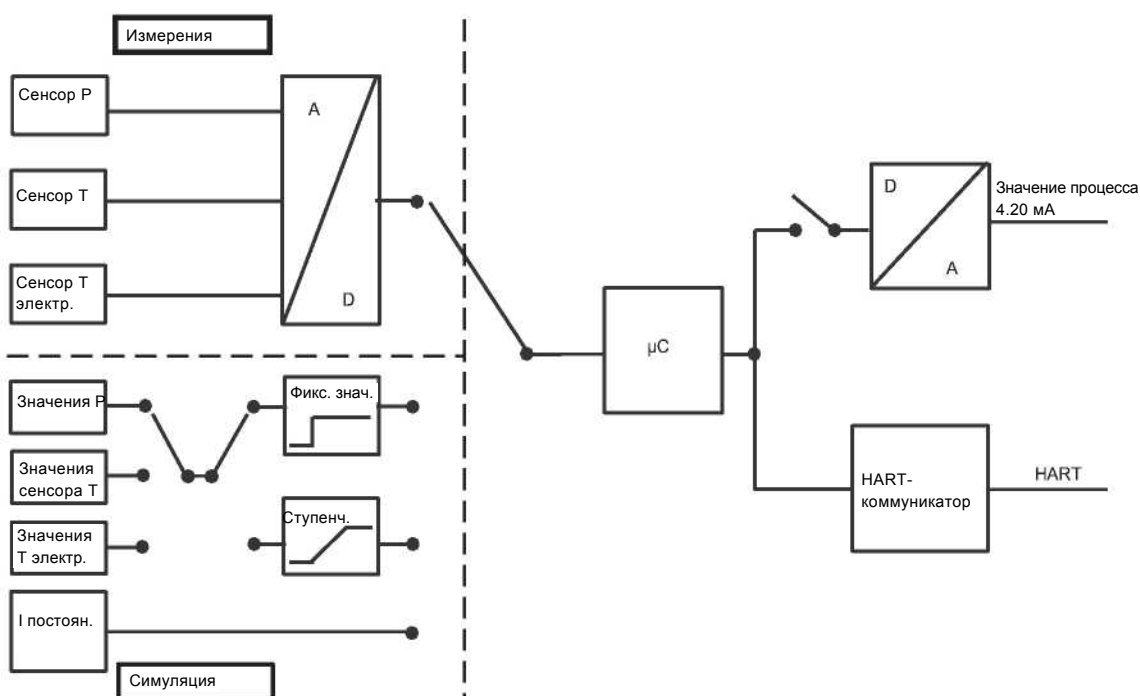 Измерения
Сенсор P
Сенсор T
Сенсор T
электр.
A
D
Значения P
Значения
сенсора T
Значения
T электр.
I постоян.
Фикс. знач.
Ступенч.
Симуляция
µC
D
A
Значение процесса
4.20 мА
HART-
коммуникатор
HART